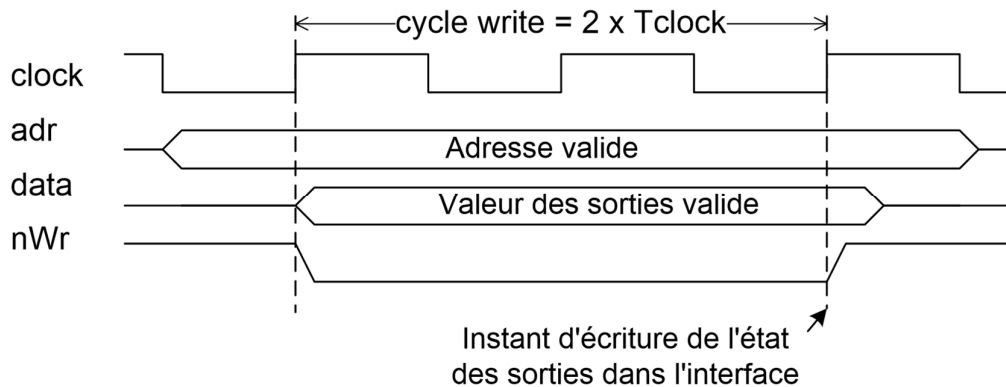 cycle write = 2 x Tclock
clock
adr
Adresse valide
data
Valeur des sorties valide
nWr
Instant d'écriture de l'état
des sorties dans l'interface